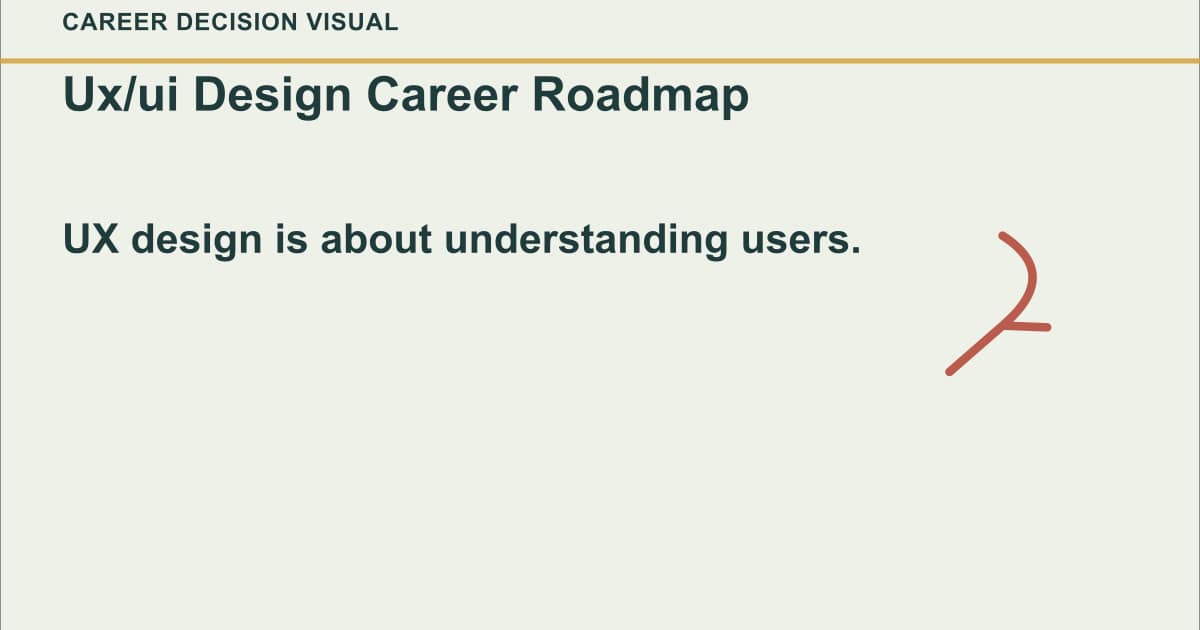 CAREER DECISION VISUAL
Ux/ui Design Career Roadmap
UX design is about understanding users.